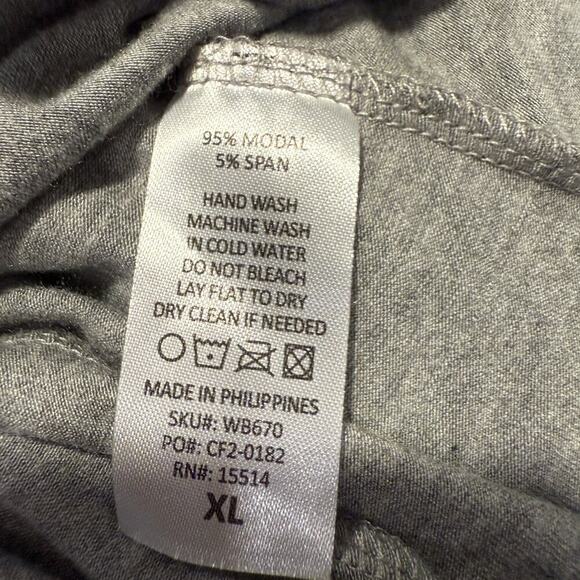 95% MODAL
5% SPAN
HAND WASH
MACHINE WASH
IN COLD WATER
DO NOT BLEACH
LAY FLAT TO DRY
DRY CLEAN IF NEEDED
MADE IN PHILIPPINES
SKU#: WB670
PO#: CF2-0182
RN#: 15514
XL